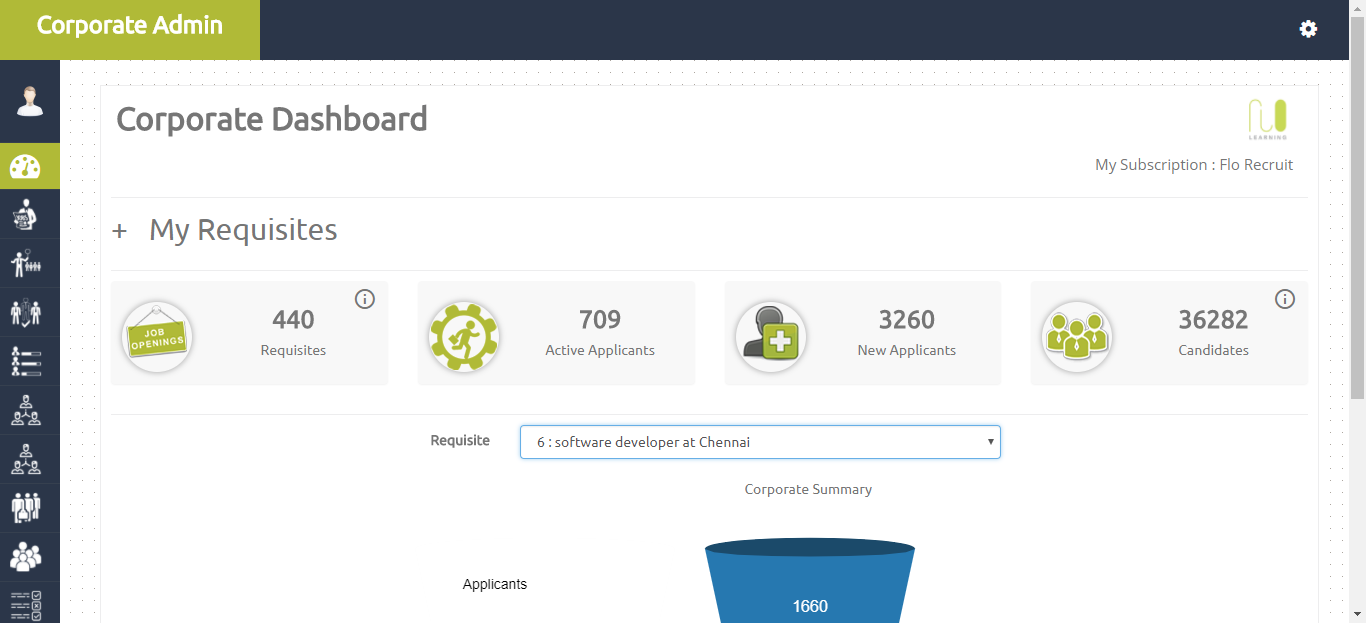 Corporate Admin
Corporate Dashboard
LEARNING
My Subscription : Flo Recruit
+ My Requisites
JOB
OPENINGS
440
Requisites
709
Active Applicants
3260
New Applicants
36282
Candidates
Requisite
6 : software developer at Chennai
Corporate Summary
Applicants
1660